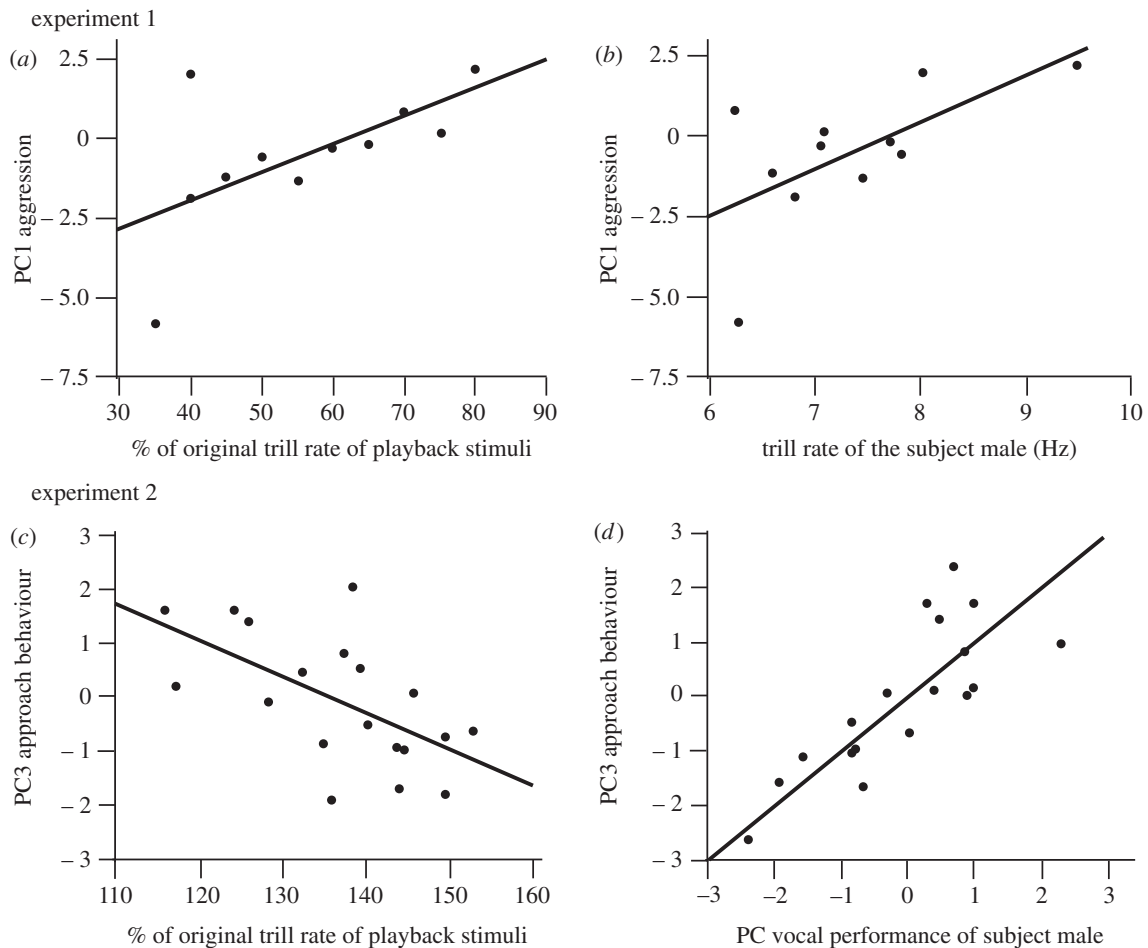 experiment 1
(a)
2.5
0
– 2.5
– 5.0
– 7.5
PC1 aggression
30 40 50 60 70 80 90
% of original trill rate of playback stimuli
(b)
2.5
0
– 2.5
– 5.0
– 7.5
PC1 aggression
6 7 8 9 10
trill rate of the subject male (Hz)
experiment 2
(c)
3
2
1
0
– 1
– 2
– 3
PC3 approach behaviour
110 120 130 140 150 160
% of original trill rate of playback stimuli
(d)
3
2
1
0
– 1
– 2
– 3
PC3 approach behaviour
–3 –2 –1 0 1 2 3
PC vocal performance of subject male